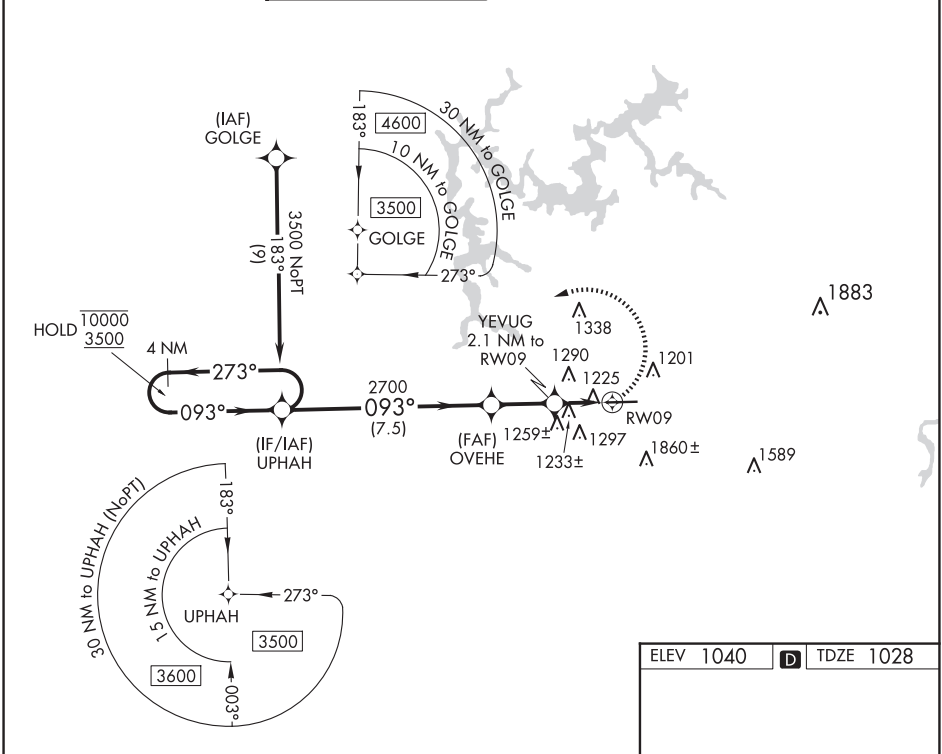 (IAF)
GOLGE
3500 NoPT
183°
(9)
183°
4600
30 NM to GOLGE
10 NM to GOLGE
3500
GOLGE
273°
HOLD 10000
3500
4 NM
273°
093°
(IF/IAF)
UPHAH
2700
093°
(7.5)
(FAF)
OVEHE
YEVUG
2.1 NM to
RW09
1338
1290
1225
1201
1883
RW09
1259±
1233±
1297
1860±
1589
30 NM to UPHAH (NoPT)
183°
15 NM to UPHAH
UPHAH
273°
3500
3600
003°
ELEV 1040 D TDZE 1028